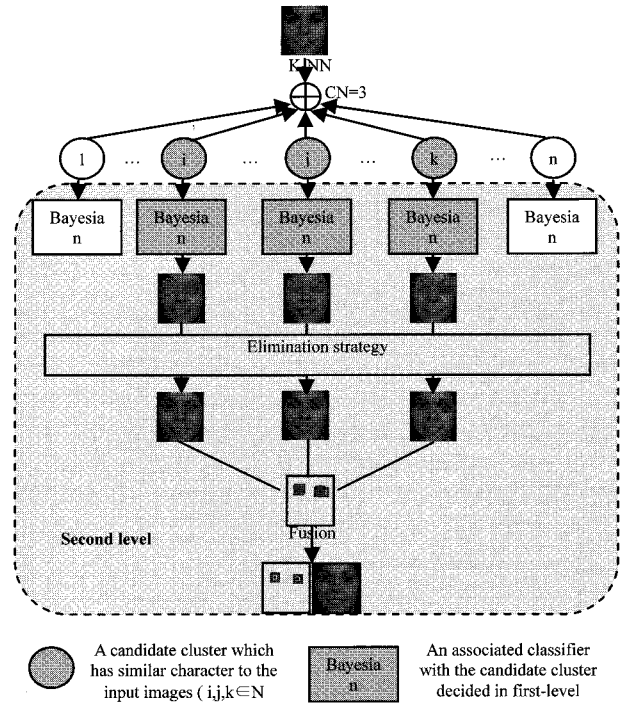 K-NN
CN=3
1 ... i ... j ... k ... n
Bayesia Bayesia Bayesia Bayesia Bayesia
n n n n n
Elimination strategy
Fusion
Second level
A candidate cluster which
has similar character to the
input images ( i,j,k∈N
Bayesia
n
An associated classifier
with the candidate cluster
decided in first-level